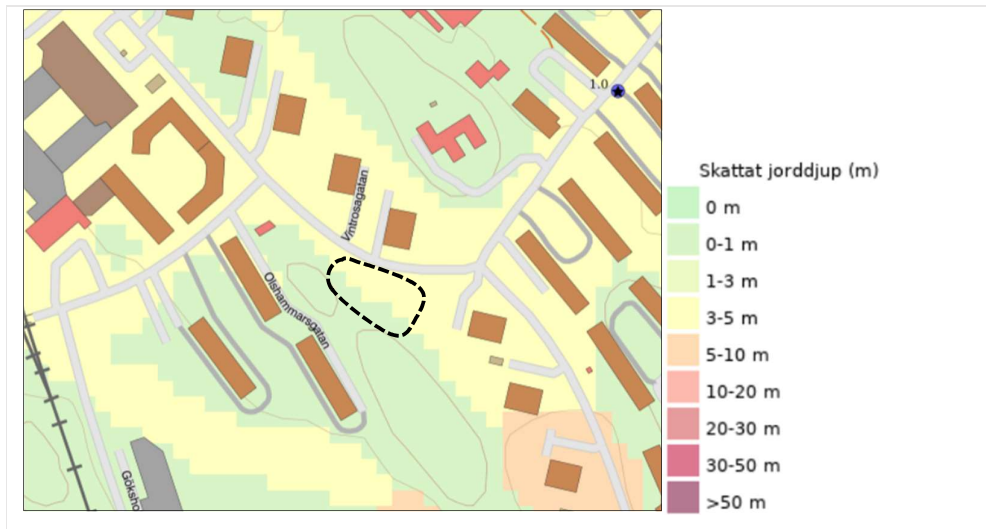 1.0
Vintrosagatan
Olshammarsgatan
Göksho
Skattat jorddjup (m)
0 m
0-1 m
1-3 m
3-5 m
5-10 m
10-20 m
20-30 m
30-50 m
>50 m